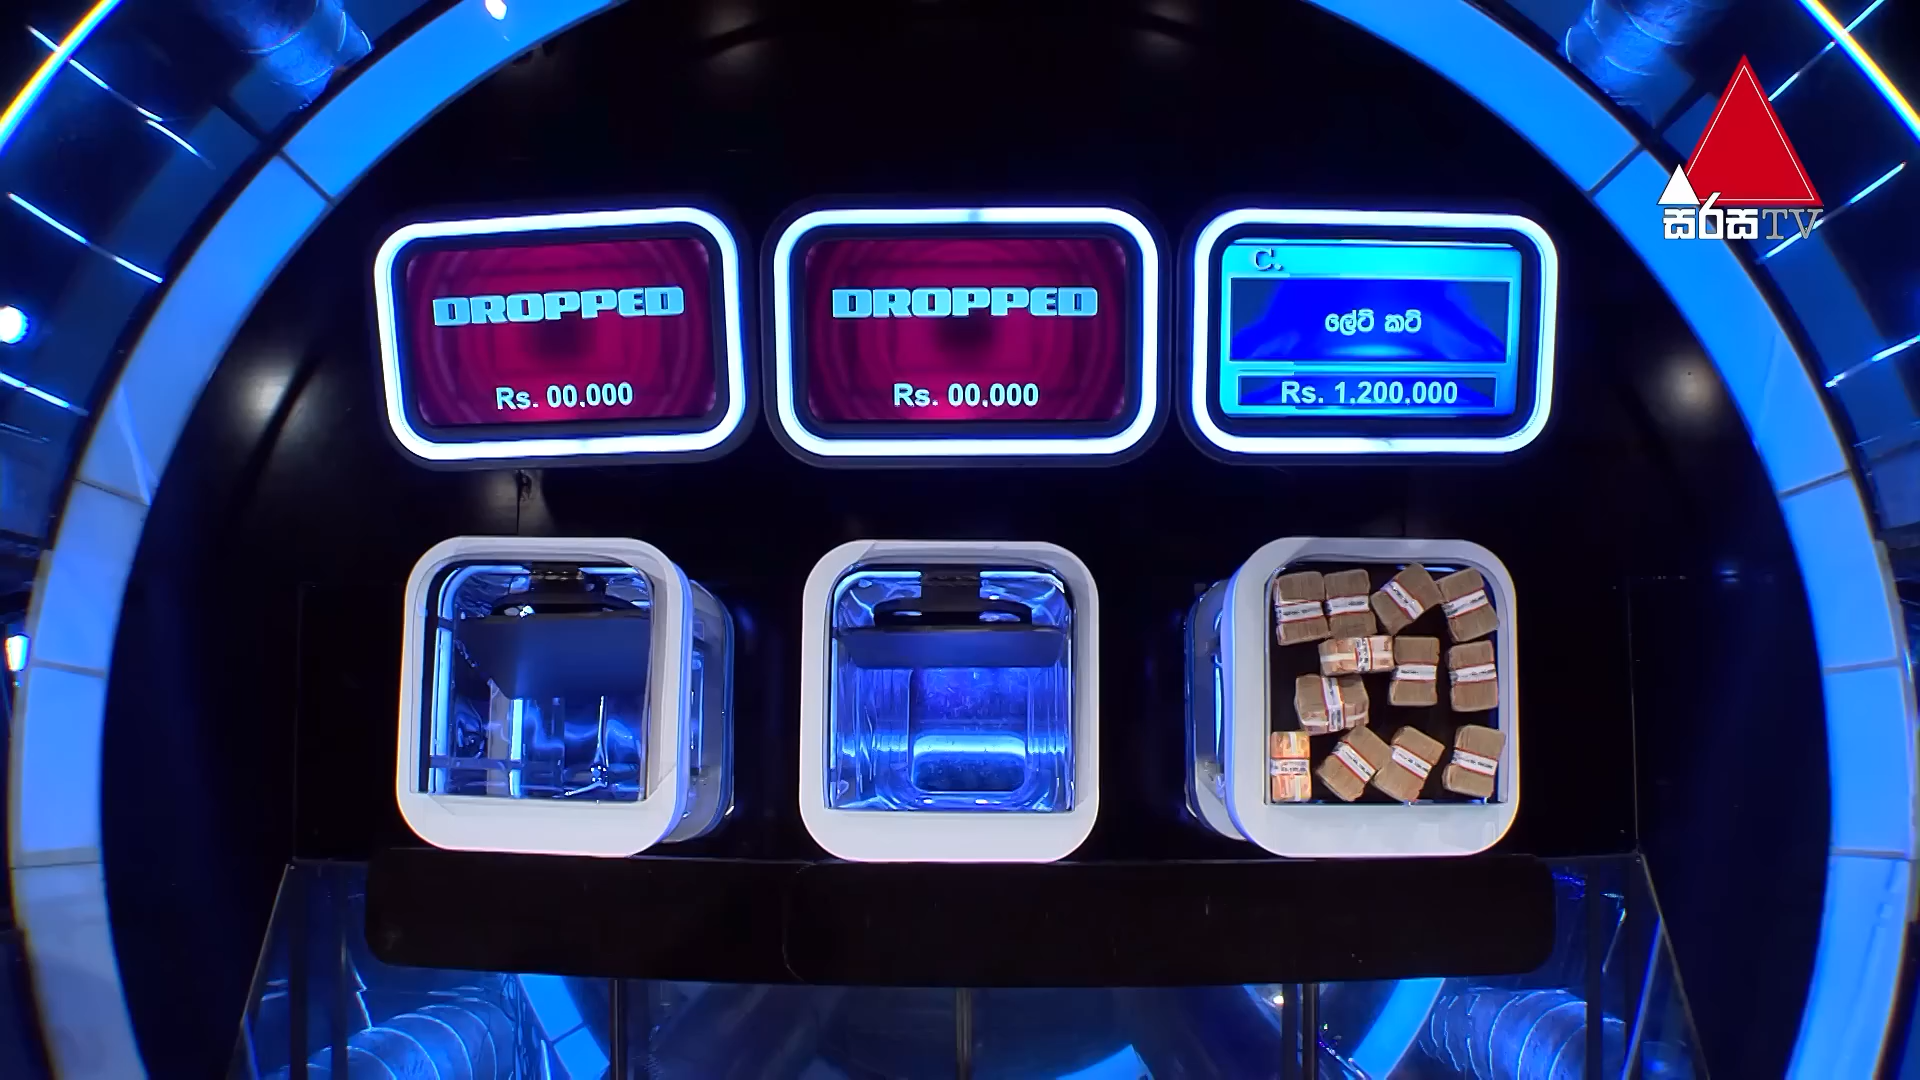 සිරස TV
DROPPED
Rs. 00,000
DROPPED
Rs. 00,000
C.
ලේට් කට්
Rs. 1,200,000